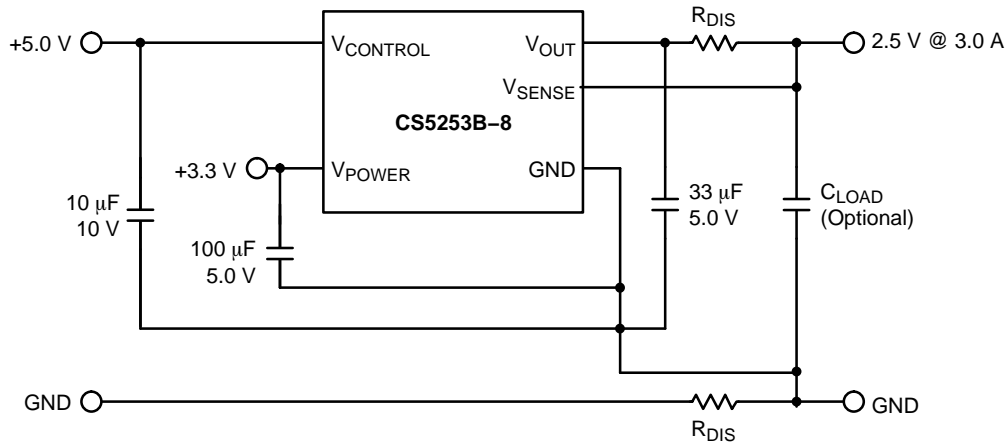 R_DIS
+5.0 V
V_CONTROL
V_OUT
2.5 V @ 3.0 A
V_SENSE
CS5253B−8
+3.3 V
V_POWER
GND
10 μF
10 V
100 μF
5.0 V
33 μF
5.0 V
C_LOAD
(Optional)
GND
R_DIS
GND